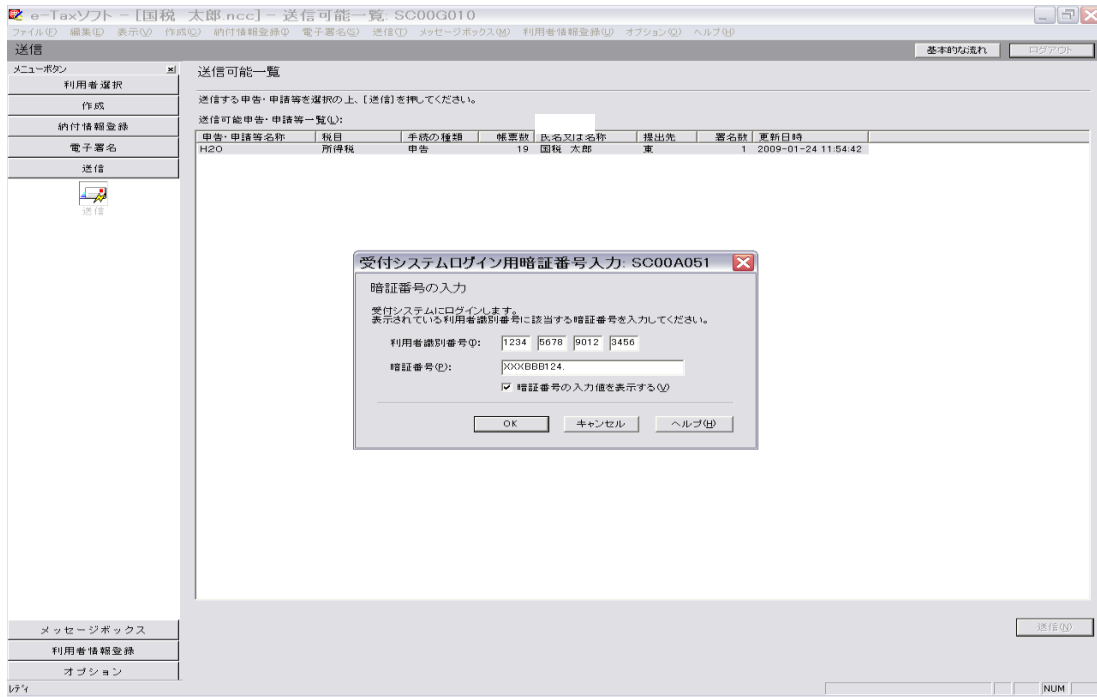 e-Taxソフト - [国税 太郎.ncc] - 送信可能一覧: SC00G010
ファイル(F) 編集(E) 表示(V) 作成(C) 納付情報登録(I) 電子署名(S) 送信(T) メッセージボックス(M) 利用者情報登録(U) オプション(O) ヘルプ(H)
送信
基本的な流れ
ログアウト
メニューボタン
利用者選択
作成
納付情報登録
電子署名
送信
送信
メッセージボックス
利用者情報登録
オプション
送信可能一覧
送信する申告・申請等を選択の上、[送信]を押してください。
送信可能申告・申請等一覧(L):
申告・申請等名称 税目 手続の種類 帳票数 氏名又は名称 提出先 署名数 更新日時
H20 所得税 申告 19 国税 太郎 東 1 2009-01-24 11:54:42
受付システムログイン用暗証番号入力: SC00A051
暗証番号の入力
受付システムにログインします。
表示されている利用者識別番号に該当する暗証番号を入力してください。
利用者識別番号(I): 1234 5678 9012 3456
暗証番号(P): XXXBBB124.
暗証番号の入力値を表示する(V)
OK キャンセル ヘルプ(H)
送信(N)
レディ
NUM